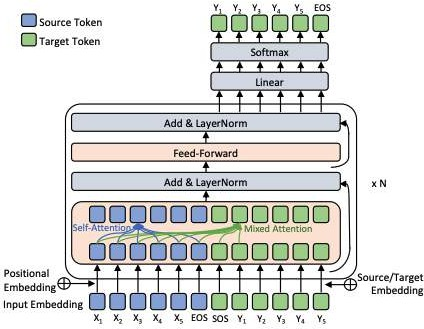 Source Token
Target Token
Y1 Y2 Y3 Y4 Y5 EOS
Softmax
Linear
Add & LayerNorm
Feed-Forward
Add & LayerNorm
x N
Self-Attention
Mixed Attention
Positional
Embedding
Source/Target
Embedding
Input Embedding
X1 X2 X3 X4 X5 EOS SOS Y1 Y2 Y3 Y4 Y5